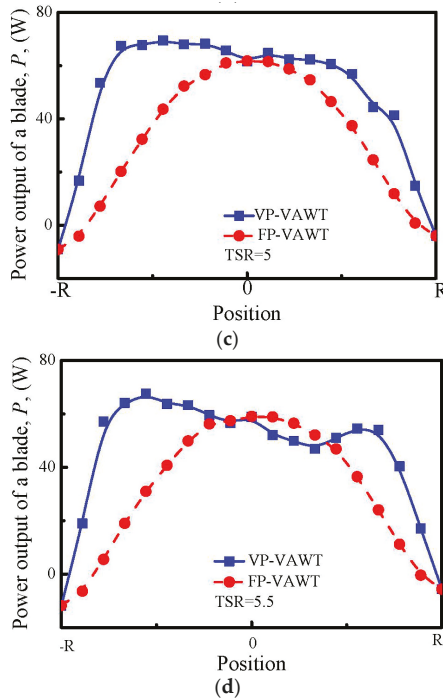 80
40
0
Power output of a blade, P, (W)
VP-VAWT
FP-VAWT
TSR=5
-R
0
R
Position
(c)
80
40
0
Power output of a blade, P, (W)
VP-VAWT
FP-VAWT
TSR=5.5
-R
0
R
Position
(d)